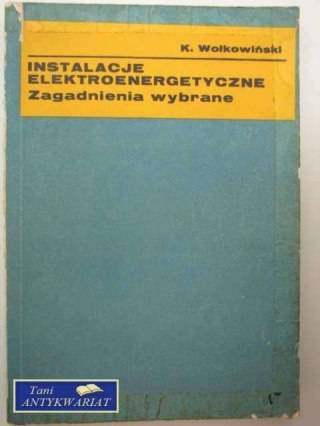 K. Wołkowiński
INSTALACJE
ELEKTROENERGETYCZNE
Zagadnienia wybrane
Tani
ANTYKWARIAT